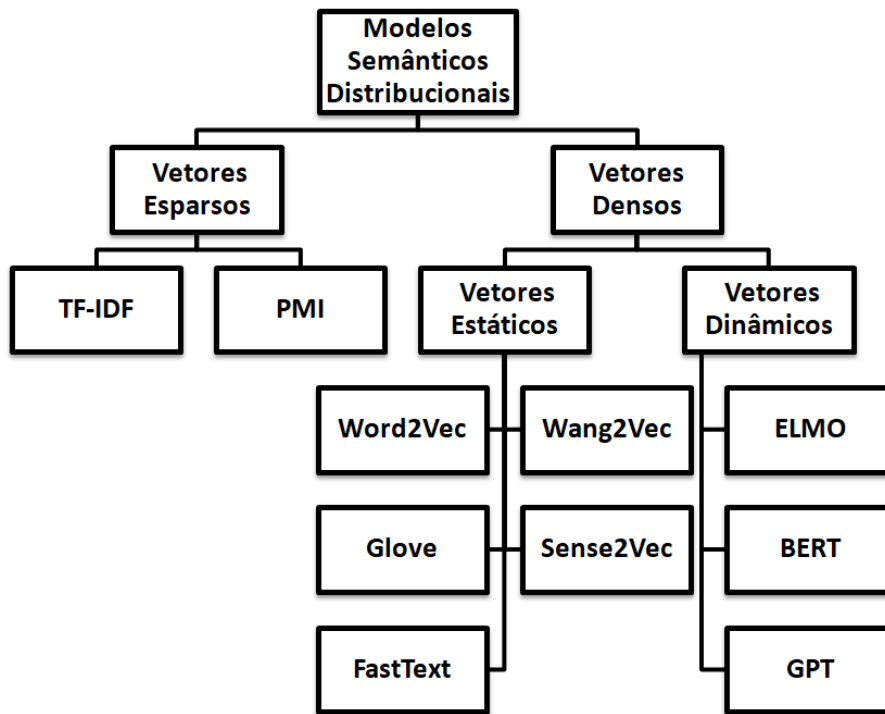 Modelos
Semânticos
Distribucionais
Vetores
Esparsos
Vetores
Densos
TF-IDF
PMI
Vetores
Estáticos
Vetores
Dinâmicos
Word2Vec
Wang2Vec
ELMO
Glove
Sense2Vec
BERT
FastText
GPT